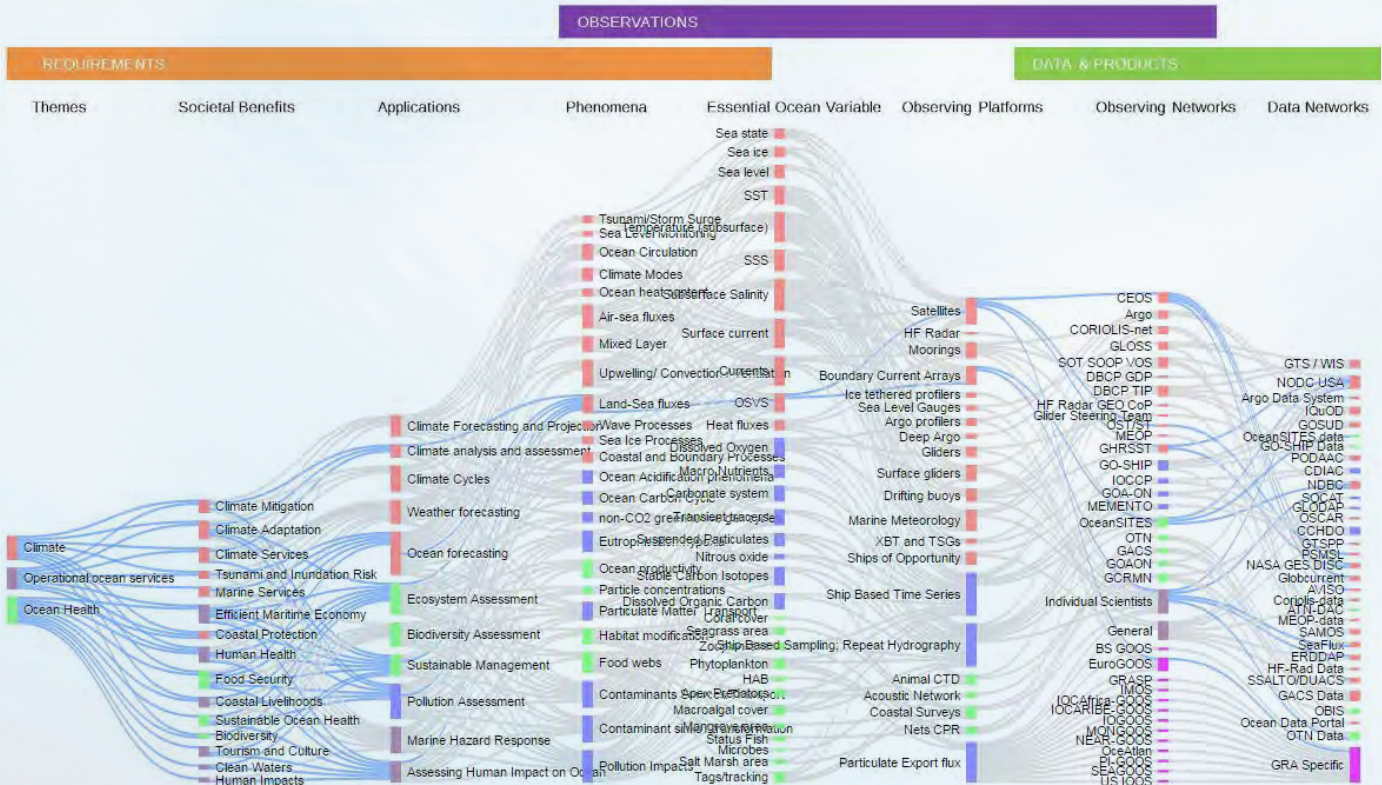 OBSERVATIONS
REQUIREMENTS
DATA & PRODUCTS
Themes
Societal Benefits
Applications
Phenomena
Essential Ocean Variable
Observing Platforms
Observing Networks
Data Networks
Climate
Operational ocean services
Ocean Health
Climate Mitigation
Climate Adaptation
Climate Services
Tsunami and Inundation Risk
Marine Services
Efficient Maritime Economy
Coastal Protection
Human Health
Food Security
Coastal Livelihoods
Sustainable Ocean Health
Biodiversity
Tourism and Culture
Clean Waters
Human Impacts
Climate Forecasting and Projection
Climate analysis and assessment
Climate Cycles
Weather forecasting
Ocean forecasting
Ecosystem Assessment
Biodiversity Assessment
Sustainable Management
Pollution Assessment
Marine Hazard Response
Assessing Human Impact on Ocean
Tsunami/Storm Surge
Sea Level Monitoring
Ocean Circulation
Climate Modes
Ocean heat content
Air-sea fluxes
Mixed Layer
Upwelling/ Convection
Land-Sea fluxes
Wave Processes
Sea Ice Processes
Coastal and Boundary Processes
Ocean Acidification phenomena
Ocean Carbon Cycle
non-CO2
Ocean productivity
Particle concentrations
Particulate Matter Transport
Habitat modification
Food webs
Contaminants
Contaminant
Pollution Impacts
Sea state
Sea ice
Sea level
SST
Temperature (subsurface)
SSS
Subsurface Salinity
Surface current
Currents
OSVS
Heat fluxes
Dissolved Oxygen
Macro Nutrients
Carbonate system
Transient tracers
Suspended Particulates
Nitrous oxide
Stable Carbon Isotopes
Dissolved Organic Carbon
Coral cover
Seagrass area
Phytoplankton
HAB
Apex Predators
Macroalgal cover
Mangrove area
Status Fish
Microbes
Salt Marsh area
Tags/tracking
Satellites
HF Radar
Moorings
Boundary Current Arrays
Ice tethered profilers
Sea Level Gauges
Argo profilers
Deep Argo
Gliders
Surface gliders
Drifting buoys
Marine Meteorology
XBT and TSGs
Ships of Opportunity
Ship Based Time Series
Ship Based Sampling; Repeat Hydrography
Animal CTD
Acoustic Network
Coastal Surveys
Nets CPR
Particulate Export flux
CEOS
Argo
CORIOLIS-net
GLOSS
SOT SOOP VOS
DBCP GDP
DBCP TIP
HF Radar GEO CoP
Glider Steering Team
OST/ST
MEOP
GHRSST
GO-SHIP
IOCCP
GOA-ON
MEMENTO
OceanSITES
OTN
GACS
GOAON
GCRMN
Individual Scientists
General
BS GOOS
EuroGOOS
GRASP
IMOS
IOCAfrica-GOOS
IOCARIBE-GOOS
IOGOOS
MONGOOS
NEAR-GOOS
OceAtlan
PI-GOOS
SEAGOOS
US IOOS
GTS / WIS
NODC USA
Argo Data System
IQuOD
GOSUD
OceanSITES data
GO-SHIP Data
PODAAC
CDIAC
NDBC
SOCAT
GLODAP
OSCAR
CCHDO
GTSPP
PSMSL
NASA GES DISC
Globcurrent
AVISO
Coriolis-data
ATN-DAC
MEOP-data
SAMOS
SeaFlux
ERDDAP
HF-Rad Data
SSALTO/DUACS
GACS Data
OBIS
Ocean Data Portal
OTN Data
GRA Specific